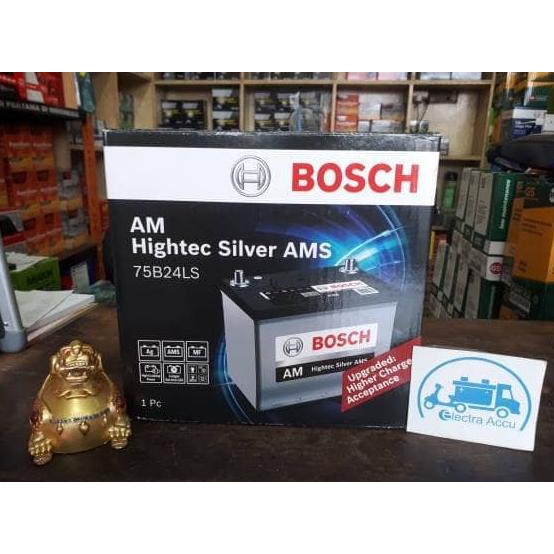 BOSCH
AM
Hightec Silver AMS
75B24LS
Ag
AMS
MF
BOSCH
AM Hightec Silver AMS
Upgraded:
Higher Charge
Acceptance
1 Pc
electra Accu